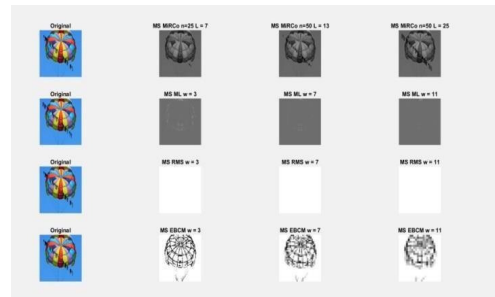 Original MS MiRCo n=25 L = 7 MS MiRCo n=50 L = 13 MS MiRCo n=50 L = 25
Original MS ML w = 3 MS ML w = 7 MS ML w = 11
Original MS RMS w = 3 MS RMS w = 7 MS RMS w = 11
Original MS EBCM w = 3 MS EBCM w = 7 MS EBCM w = 11